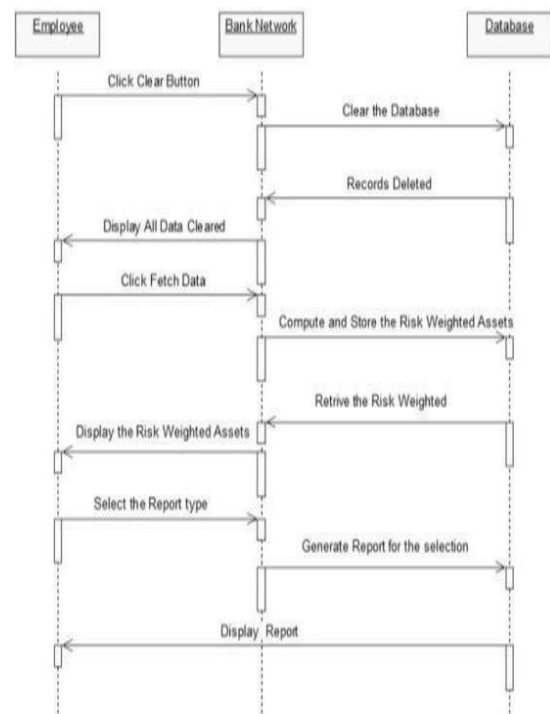 Employee
Bank Network
Database
Click Clear Button
Clear the Database
Records Deleted
Display All Data Cleared
Click Fetch Data
Compute and Store the Risk Weighted Assets
Retrive the Risk Weighted
Display the Risk Weighted Assets
Select the Report type
Generate Report for the selection
Display Report